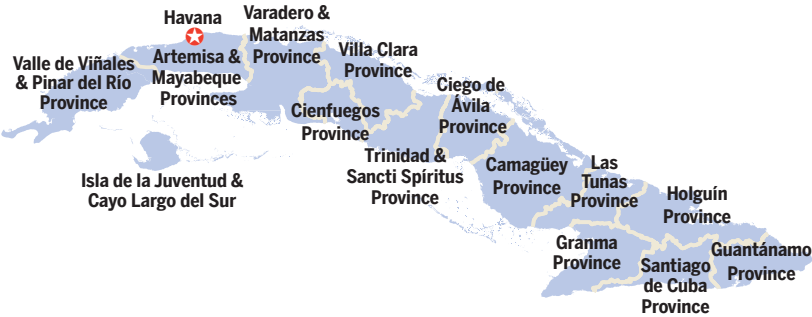 Havana
Varadero &
Matanzas
Province
Villa Clara
Province
Valle de Viñales
& Pinar del Río
Province
Artemisa &
Mayabeque
Provinces
Ciego de
Ávila
Province
Cienfuegos
Province
Trinidad &
Sancti Spíritus
Province
Camagüey
Province
Las
Tunas
Province
Isla de la Juventud &
Cayo Largo del Sur
Holguín
Province
Granma
Province
Santiago
de Cuba
Province
Guantánamo
Province